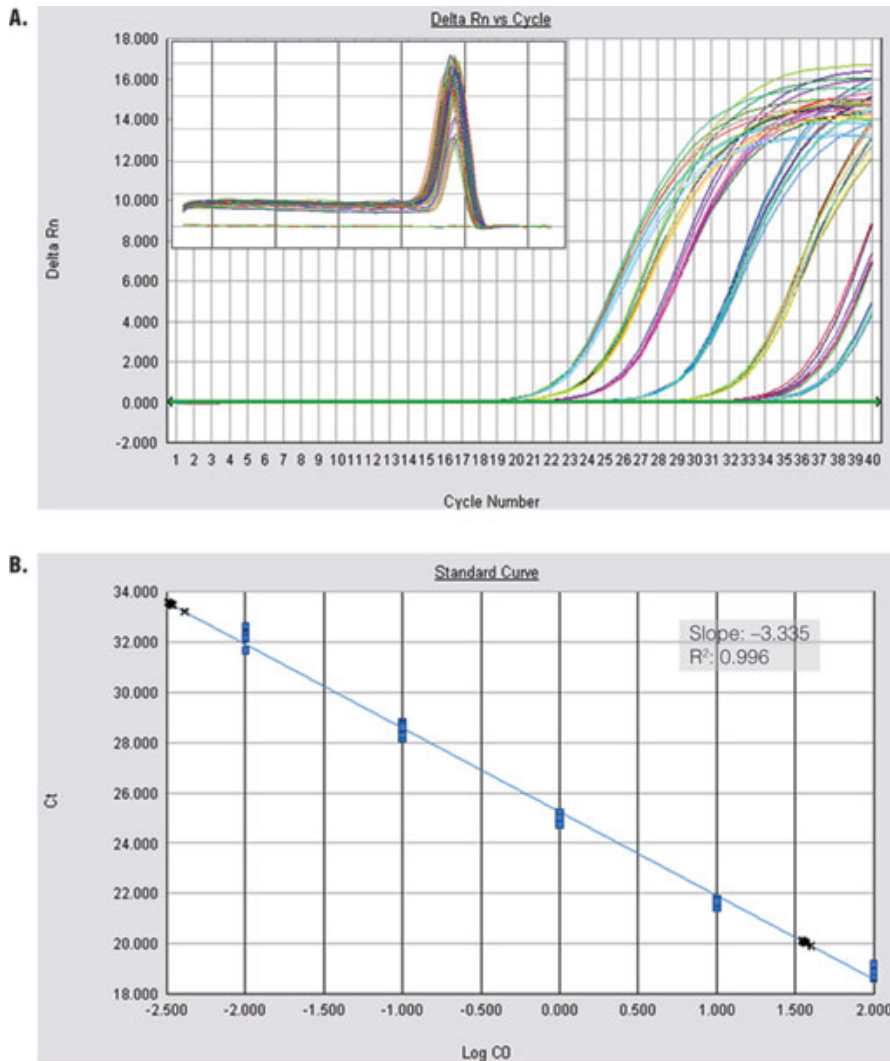 A.
Delta Rn vs Cycle
18.000
16.000
14.000
12.000
10.000
8.000
6.000
4.000
2.000
0.000
-2.000
Delta Rn
1 2 3 4 5 6 7 8 9 10 11 12 13 14 15 16 17 18 19 20 21 22 23 24 25 26 27 28 29 30 31 32 33 34 35 36 37 38 39 40
Cycle Number
B.
Standard Curve
34.000
32.000
30.000
28.000
26.000
24.000
22.000
20.000
18.000
Ct
Slope: –3.335
R²: 0.996
-2.500 -2.000 -1.500 -1.000 -0.500 0.000 0.500 1.000 1.500 2.000
Log C0